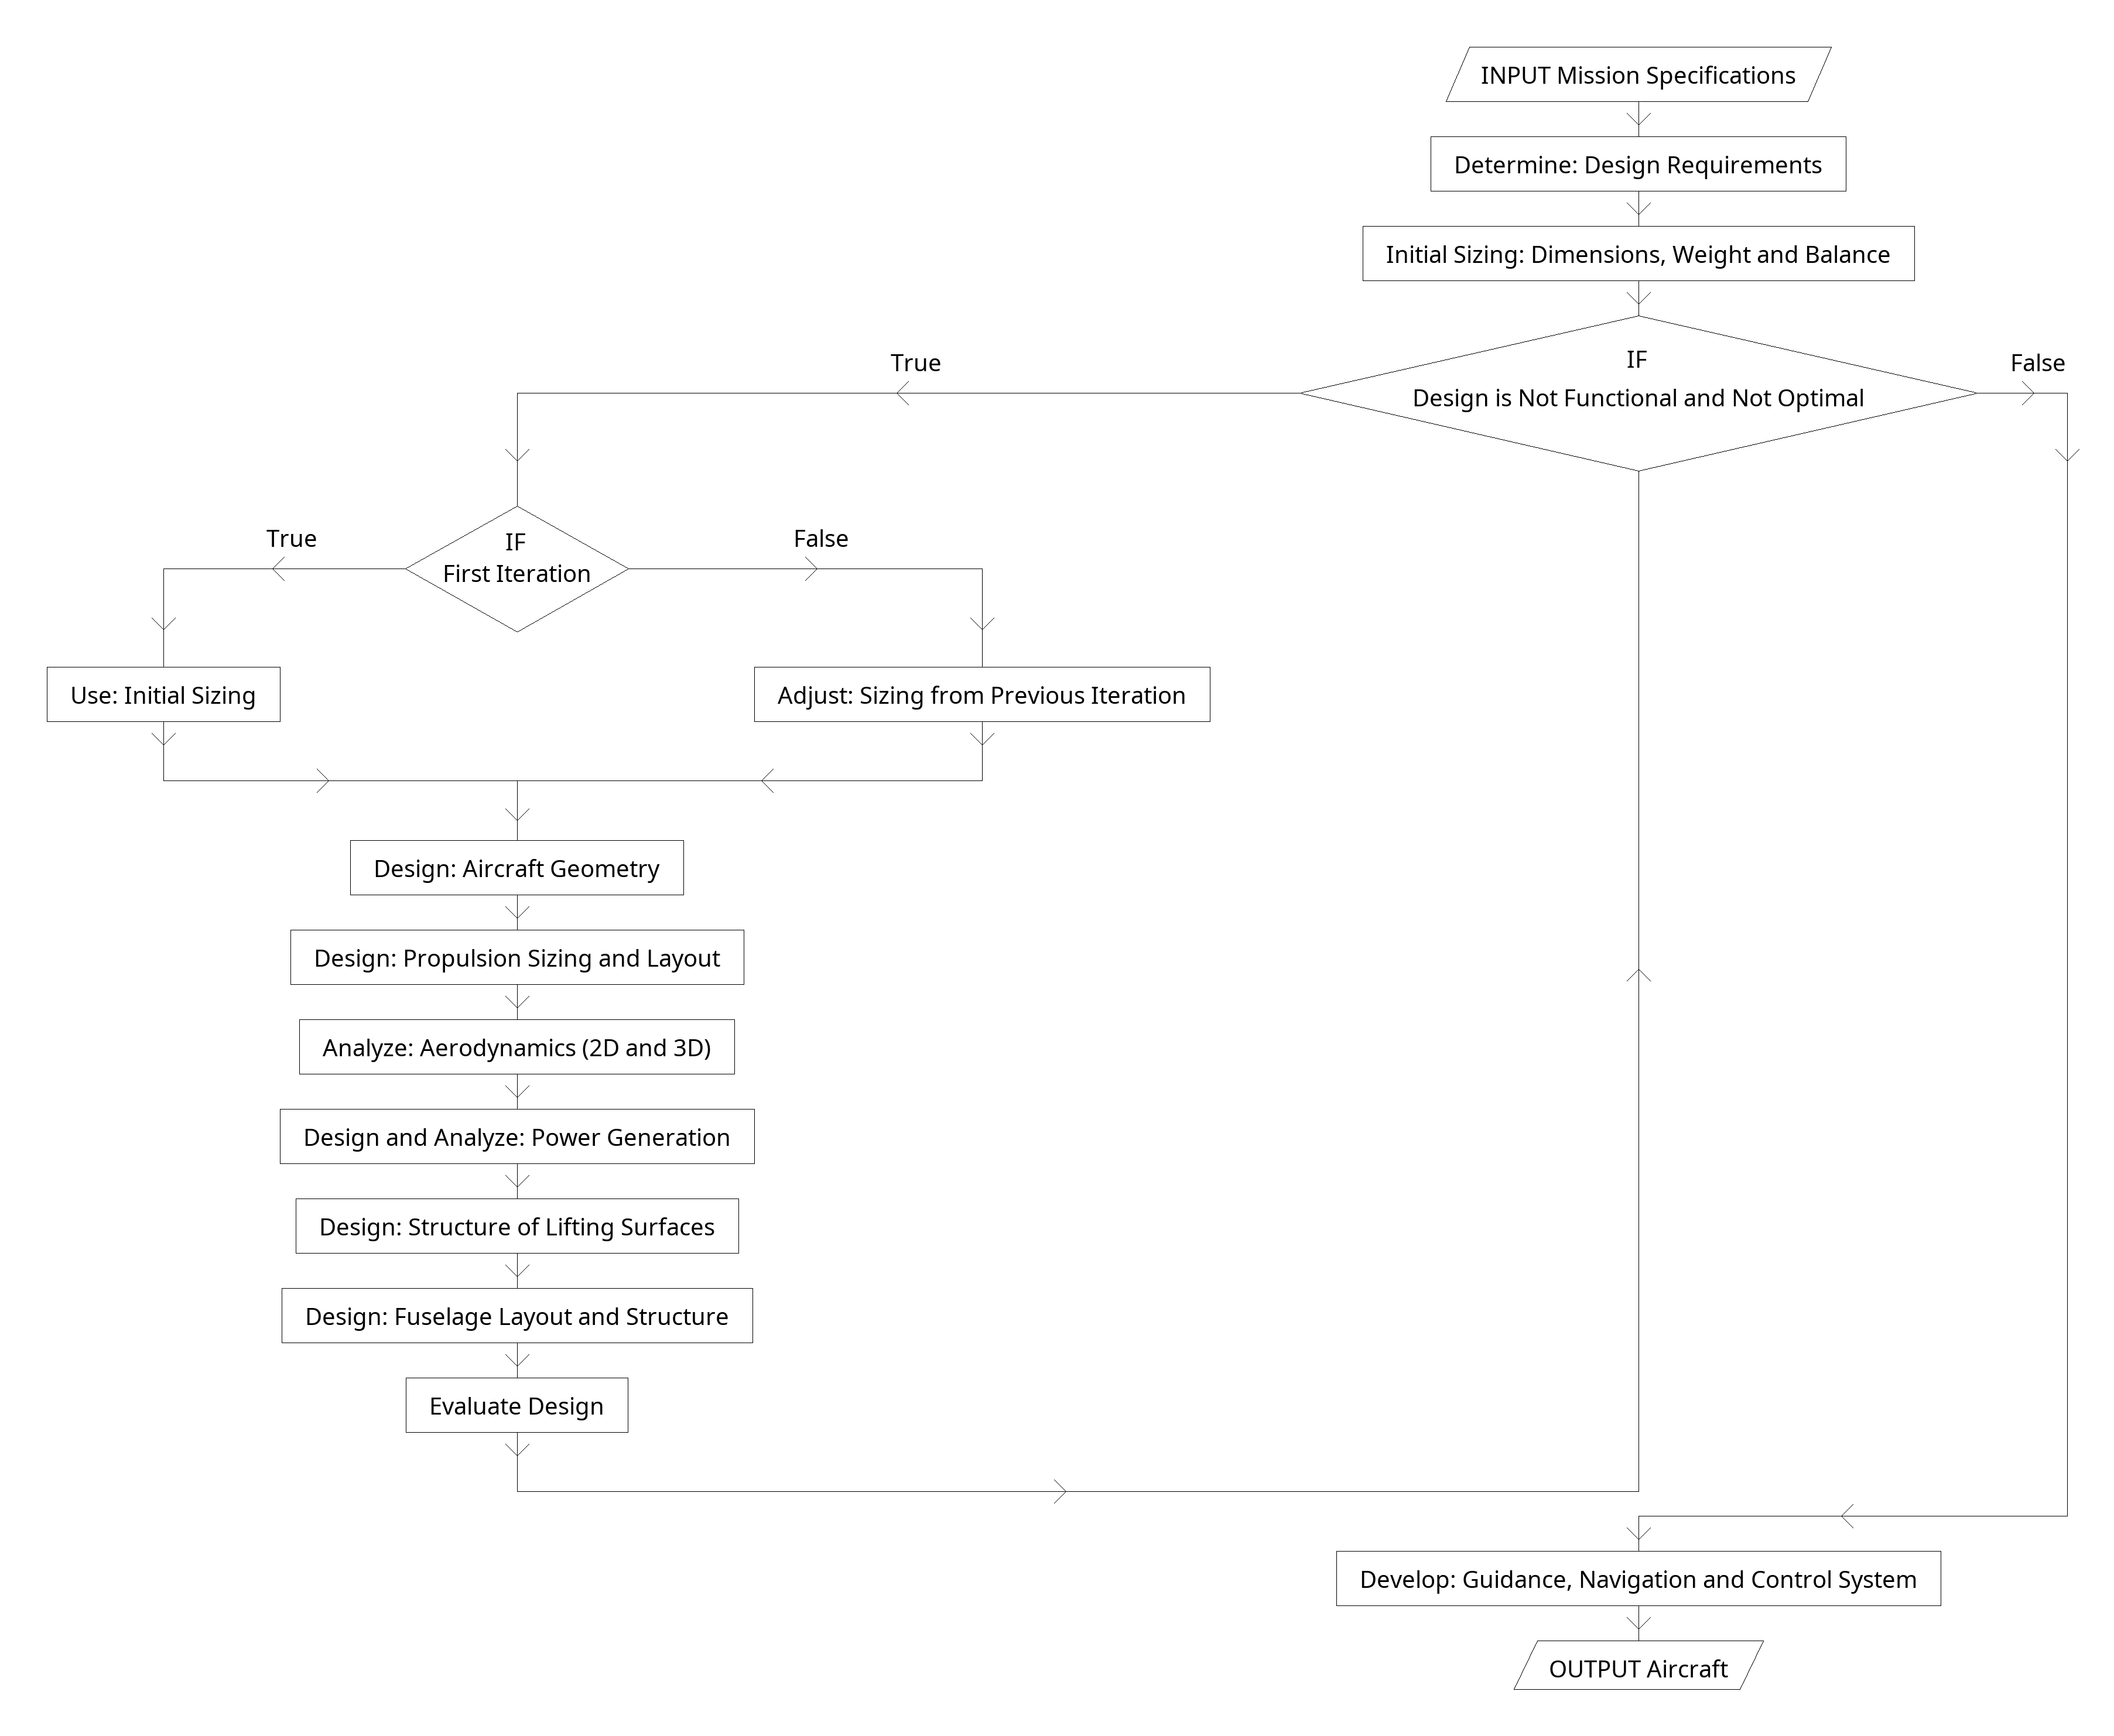 INPUT Mission Specifications
Determine: Design Requirements
Initial Sizing: Dimensions, Weight and Balance
IF
Design is Not Functional and Not Optimal
True
False
IF
First Iteration
True
False
Use: Initial Sizing
Adjust: Sizing from Previous Iteration
Design: Aircraft Geometry
Design: Propulsion Sizing and Layout
Analyze: Aerodynamics (2D and 3D)
Design and Analyze: Power Generation
Design: Structure of Lifting Surfaces
Design: Fuselage Layout and Structure
Evaluate Design
Develop: Guidance, Navigation and Control System
OUTPUT Aircraft